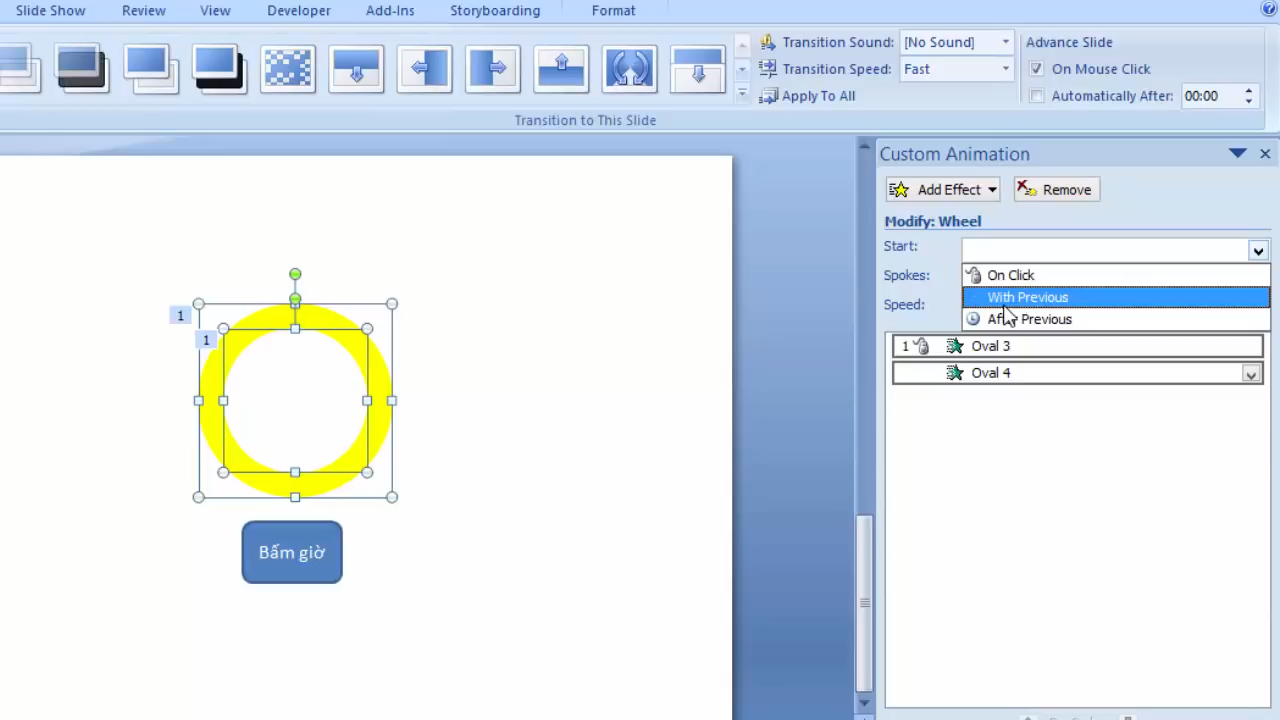 Slide Show Review View Developer Add-Ins Storyboarding Format
Transition Sound: [No Sound] Advance Slide
Transition Speed: Fast On Mouse Click
Apply To All Automatically After: 00:00
Transition to This Slide
Custom Animation
Add Effect Remove
Modify: Wheel
Start:
Spokes: On Click
With Previous
Speed:
After Previous
1 Oval 3
Oval 4
1
1
Bấm giờ